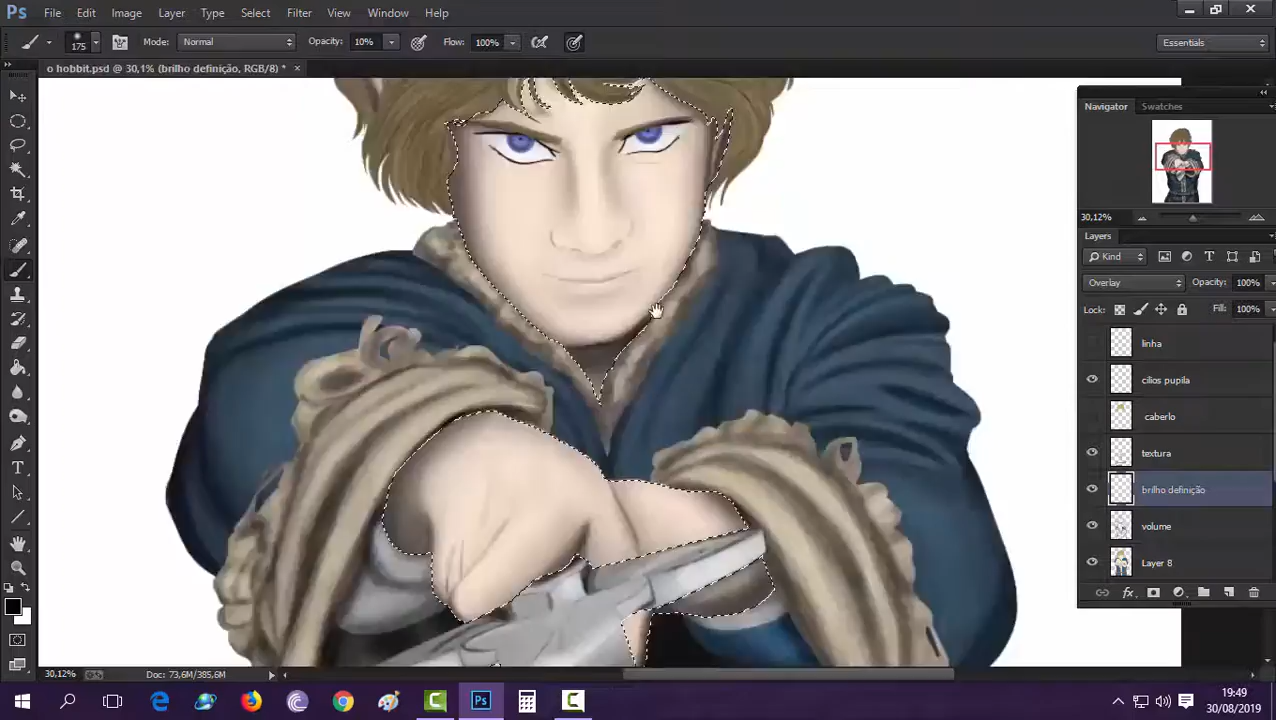 Ps File Edit Image Layer Type Select Filter View Window Help
175 Mode: Normal Opacity: 10% Flow: 100% Essentials
o hobbit.psd @ 30,1% (brilho definição, RGB/8) * ×
Navigator Swatches
30,12%
Layers
Kind
Overlay Opacity: 100%
Lock: Fill: 100%
linha
cilios pupila
caberlo
textura
brilho definição
volume
Layer 8
30,12% Doc: 73,6M/385,6M
19:49
30/08/2019